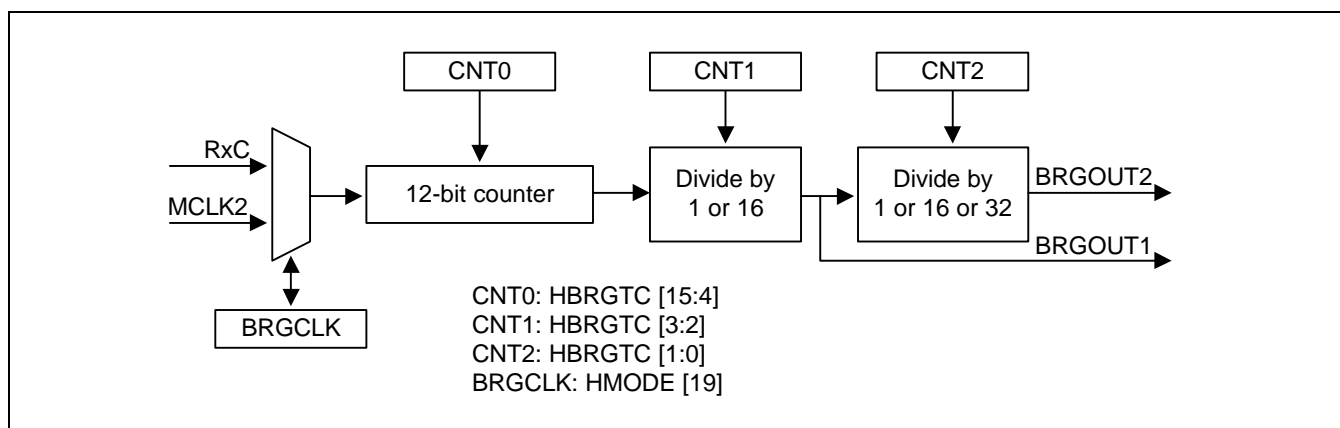 CNT0
CNT1
CNT2
RxC
MCLK2
12-bit counter
Divide by
1 or 16
Divide by
1 or 16 or 32
BRGOUT2
BRGOUT1
BRGCLK
CNT0: HBRGTC [15:4]
CNT1: HBRGTC [3:2]
CNT2: HBRGTC [1:0]
BRGCLK: HMODE [19]